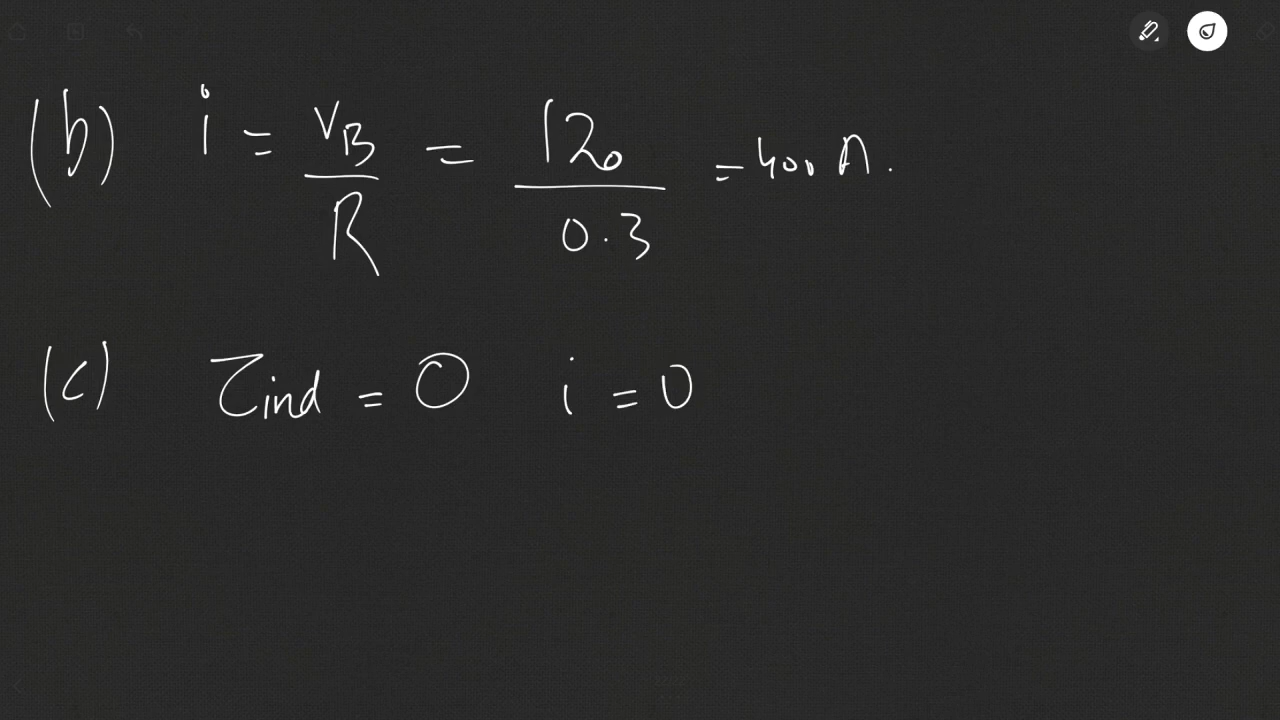 (b) i = V_B / R = 120 / 0.3 = 400 A.
(c) τind = 0 i = 0